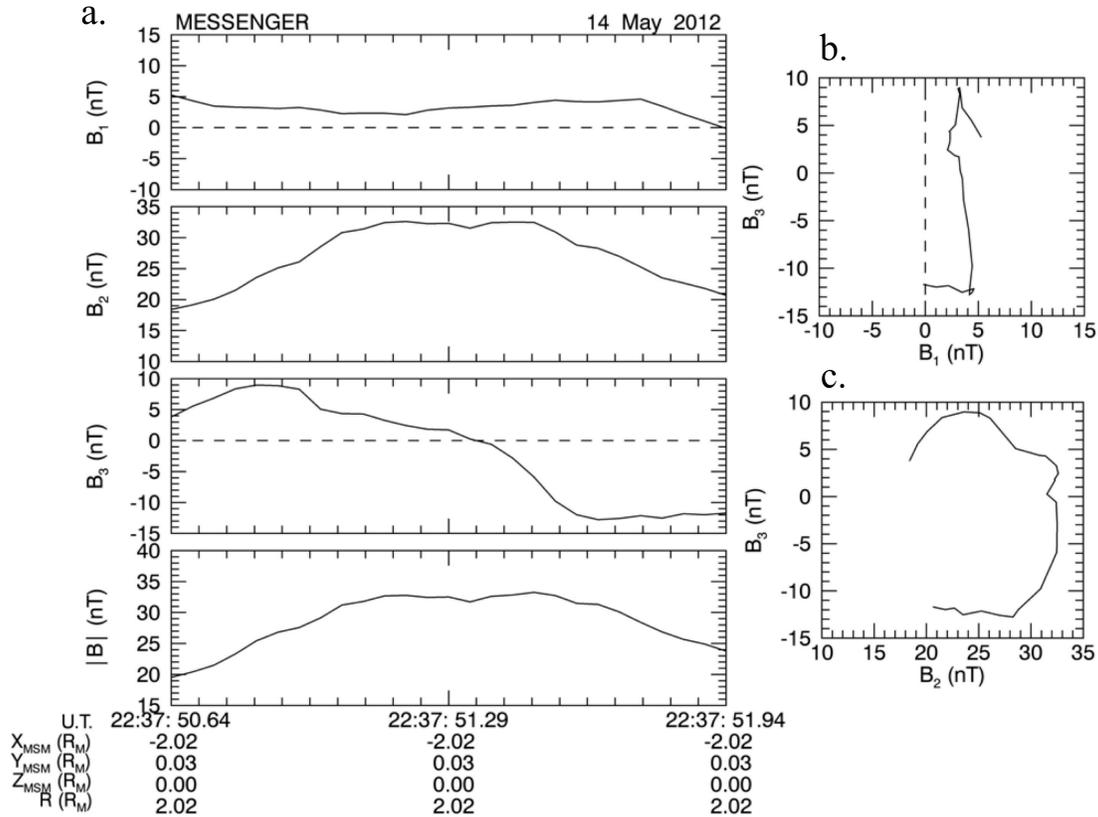 a.
MESSENGER 14 May 2012
15
10
5
0
-5
-10
B1 (nT)
35
30
25
20
15
10
B2 (nT)
10
5
0
-5
-10
-15
B3 (nT)
40
35
30
25
20
15
|B| (nT)
U.T. 22:37: 50.64 22:37: 51.29 22:37: 51.94
XMSM (RM) -2.02 -2.02 -2.02
YMSM (RM) 0.03 0.03 0.03
ZMSM (RM) 0.00 0.00 0.00
R (RM) 2.02 2.02 2.02
b.
10
5
0
-5
-10
-15
B3 (nT)
-10 -5 0 5 10 15
B1 (nT)
c.
10
5
0
-5
-10
-15
B3 (nT)
10 15 20 25 30 35
B2 (nT)